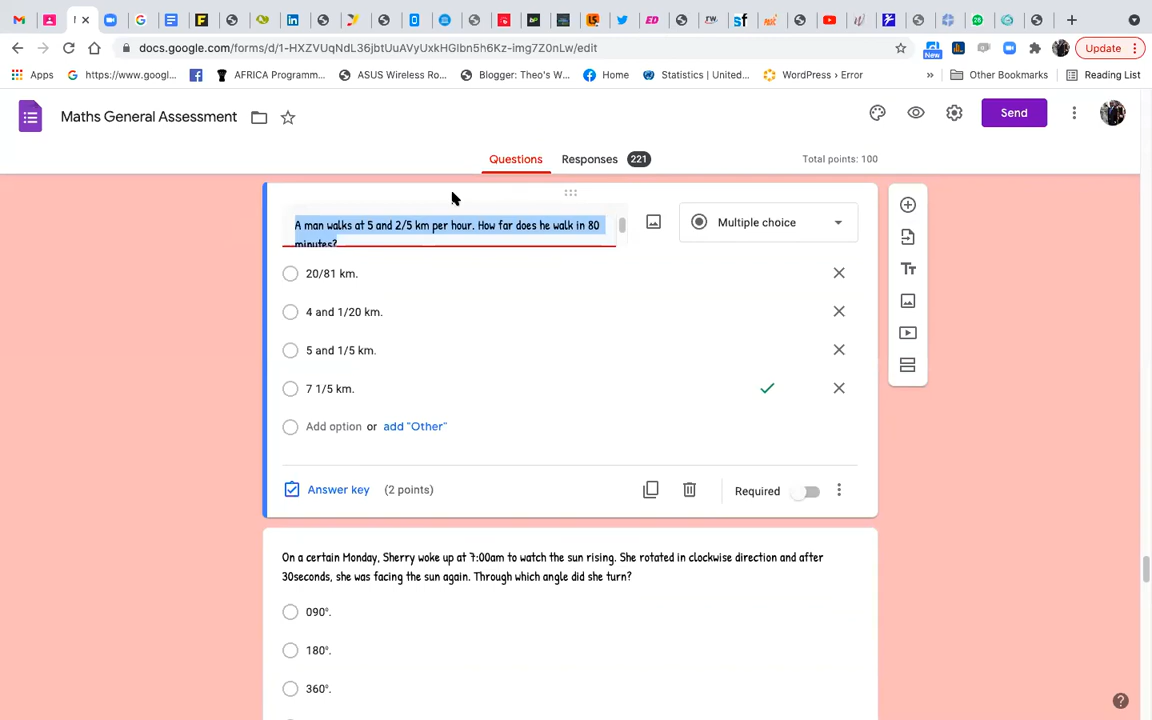 docs.google.com/forms/d/1-HXZVUqNdL36jbtUuAVyUxkHGlbn5h6Kz-img7Z0nLw/edit
New
Update
Apps
https://www.googl...
AFRICA Programm...
ASUS Wireless Ro...
Blogger: Theo's W...
Home
Statistics | United...
WordPress › Error
»
Other Bookmarks
Reading List
Maths General Assessment
Send
Questions
Responses 221
Total points: 100
A man walks at 5 and 2/5 km per hour. How far does he walk in 80
minutes?
Multiple choice
20/81 km.
4 and 1/20 km.
5 and 1/5 km.
7 1/5 km.
Add option or add "Other"
Answer key (2 points)
Required
On a certain Monday, Sherry woke up at 7:00am to watch the sun rising. She rotated in clockwise direction and after
30seconds, she was facing the sun again. Through which angle did she turn?
090°.
180°.
360°.